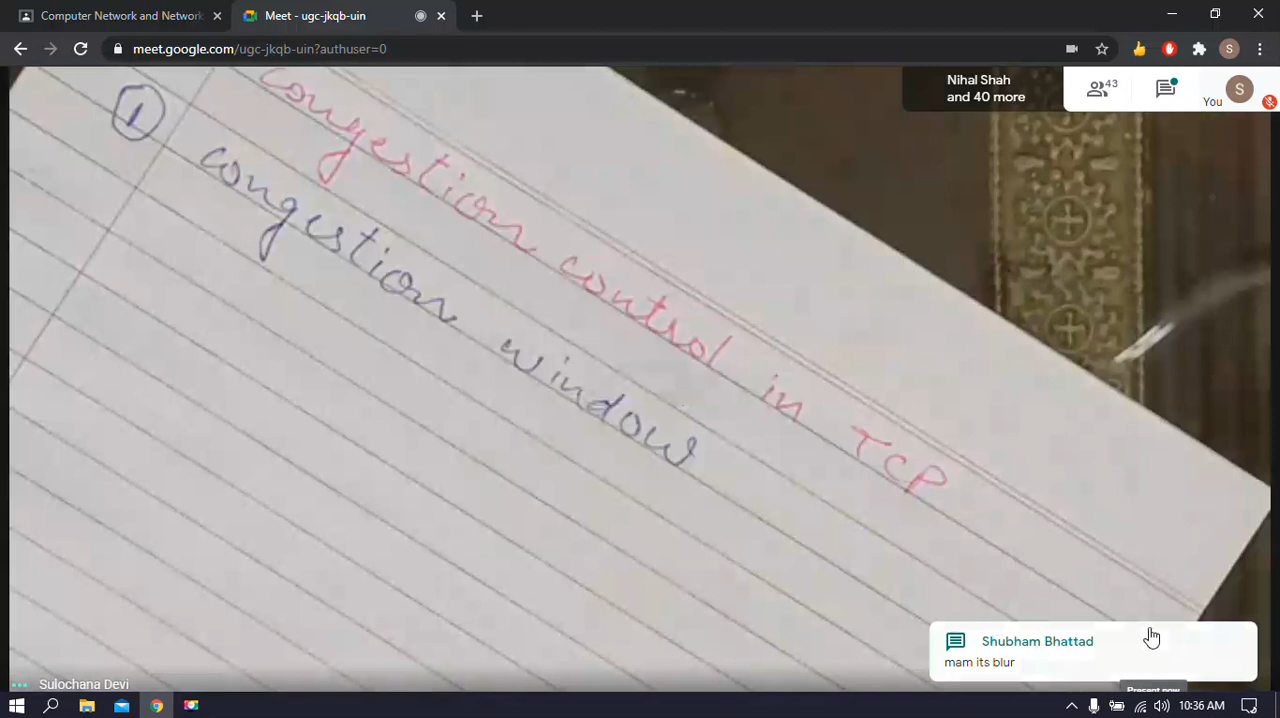 Computer Network and Network
Meet - ugc-jkqb-uin
meet.google.com/ugc-jkqb-uin?authuser=0
S
Nihal Shah
and 40 more
43
You
S
congestion control in TCP
1 congestion window
Shubham Bhattad
mam its blur
Present now
Sulochana Devi
10:36 AM